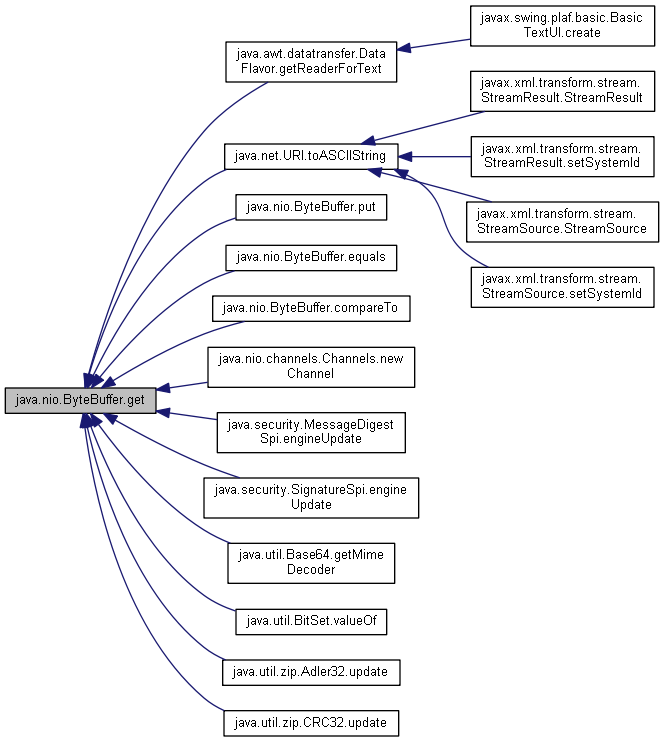 javax.swing.plaf.basic.Basic
TextUI.create
java.awt.datatransfer.Data
Flavor.getReaderForText
javax.xml.transform.stream.
StreamResult.StreamResult
java.net.URI.toASCIIString
javax.xml.transform.stream.
StreamResult.setSystemId
java.nio.ByteBuffer.put
javax.xml.transform.stream.
StreamSource.StreamSource
java.nio.ByteBuffer.equals
javax.xml.transform.stream.
StreamSource.setSystemId
java.nio.ByteBuffer.compareTo
java.nio.channels.Channels.new
Channel
java.nio.ByteBuffer.get
java.security.MessageDigest
Spi.engineUpdate
java.security.SignatureSpi.engine
Update
java.util.Base64.getMime
Decoder
java.util.BitSet.valueOf
java.util.zip.Adler32.update
java.util.zip.CRC32.update